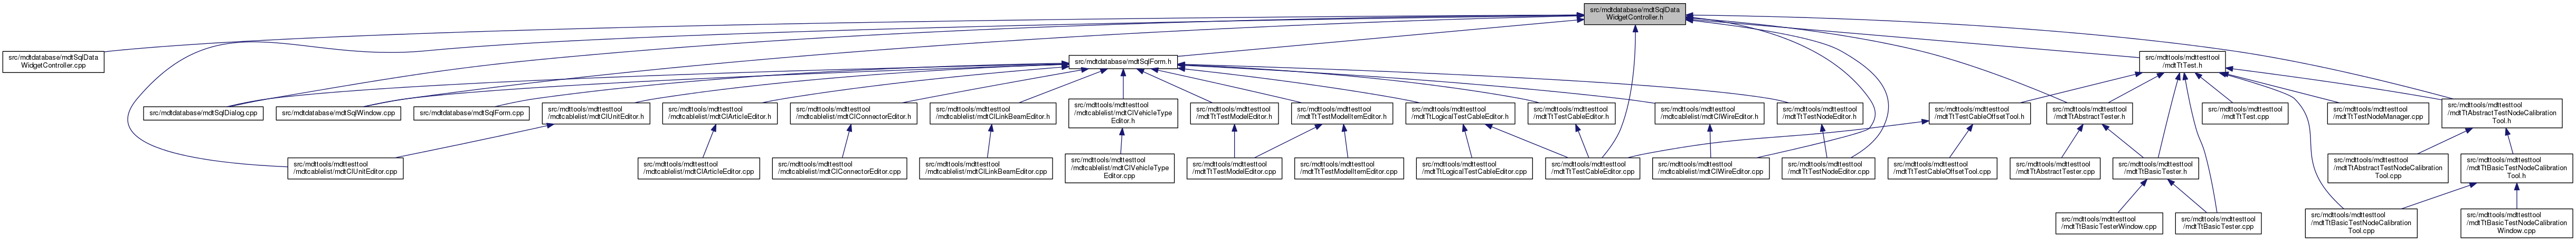 src/mdtdatabase/mdtSqlData
WidgetController.h
src/mdtdatabase/mdtSqlData
WidgetController.cpp
src/mdtdatabase/mdtSqlForm.h
src/mdttools/mdttesttool
/mdtTtTest.h
src/mdtdatabase/mdtSqlDialog.cpp
src/mdtdatabase/mdtSqlWindow.cpp
src/mdtdatabase/mdtSqlForm.cpp
src/mdttools/mdttesttool
/mdtcablelist/mdtClUnitEditor.h
src/mdttools/mdttesttool
/mdtcablelist/mdtClArticleEditor.h
src/mdttools/mdttesttool
/mdtcablelist/mdtClConnectorEditor.h
src/mdttools/mdttesttool
/mdtcablelist/mdtClLinkBeamEditor.h
src/mdttools/mdttesttool
/mdtcablelist/mdtClVehicleType
Editor.h
src/mdttools/mdttesttool
/mdtTtTestModelEditor.h
src/mdttools/mdttesttool
/mdtTtTestModelItemEditor.h
src/mdttools/mdttesttool
/mdtTtLogicalTestCableEditor.h
src/mdttools/mdttesttool
/mdtTtTestCableEditor.h
src/mdttools/mdttesttool
/mdtcablelist/mdtClWireEditor.h
src/mdttools/mdttesttool
/mdtTtTestNodeEditor.h
src/mdttools/mdttesttool
/mdtTtTestCableOffsetTool.h
src/mdttools/mdttesttool
/mdtTtAbstractTester.h
src/mdttools/mdttesttool
/mdtTtTest.cpp
src/mdttools/mdttesttool
/mdtTtTestNodeManager.cpp
src/mdttools/mdttesttool
/mdtTtAbstractTestNodeCalibration
Tool.h
src/mdttools/mdttesttool
/mdtcablelist/mdtClUnitEditor.cpp
src/mdttools/mdttesttool
/mdtcablelist/mdtClArticleEditor.cpp
src/mdttools/mdttesttool
/mdtcablelist/mdtClConnectorEditor.cpp
src/mdttools/mdttesttool
/mdtcablelist/mdtClLinkBeamEditor.cpp
src/mdttools/mdttesttool
/mdtcablelist/mdtClVehicleType
Editor.cpp
src/mdttools/mdttesttool
/mdtTtTestModelEditor.cpp
src/mdttools/mdttesttool
/mdtTtTestModelItemEditor.cpp
src/mdttools/mdttesttool
/mdtTtLogicalTestCableEditor.cpp
src/mdttools/mdttesttool
/mdtTtTestCableEditor.cpp
src/mdttools/mdttesttool
/mdtcablelist/mdtClWireEditor.cpp
src/mdttools/mdttesttool
/mdtTtTestNodeEditor.cpp
src/mdttools/mdttesttool
/mdtTtTestCableOffsetTool.cpp
src/mdttools/mdttesttool
/mdtTtAbstractTester.cpp
src/mdttools/mdttesttool
/mdtTtBasicTester.h
src/mdttools/mdttesttool
/mdtTtAbstractTestNodeCalibration
Tool.cpp
src/mdttools/mdttesttool
/mdtTtBasicTestNodeCalibration
Tool.h
src/mdttools/mdttesttool
/mdtTtBasicTesterWindow.cpp
src/mdttools/mdttesttool
/mdtTtBasicTester.cpp
src/mdttools/mdttesttool
/mdtTtBasicTestNodeCalibration
Tool.cpp
src/mdttools/mdttesttool
/mdtTtBasicTestNodeCalibration
Window.cpp